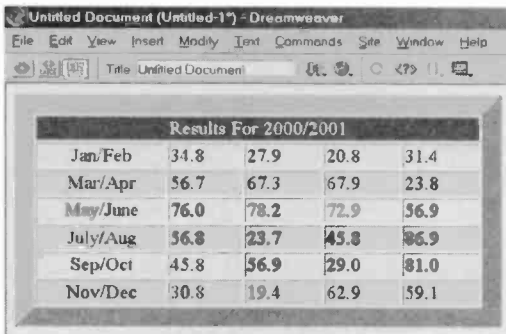 Untitled Document (Untitled-1*) - Dreamweaver
File Edit View Insert Modify Text Commands Site Window Help
Title Untitled Document <?>
Results For 2000/2001
Jan/Feb 34.8 27.9 20.8 31.4
Mar/Apr 56.7 67.3 67.9 23.8
May/June 76.0 78.2 72.9 56.9
July/Aug 56.8 23.7 45.8 86.9
Sep/Oct 45.8 56.9 29.0 81.0
Nov/Dec 30.8 19.4 62.9 59.1